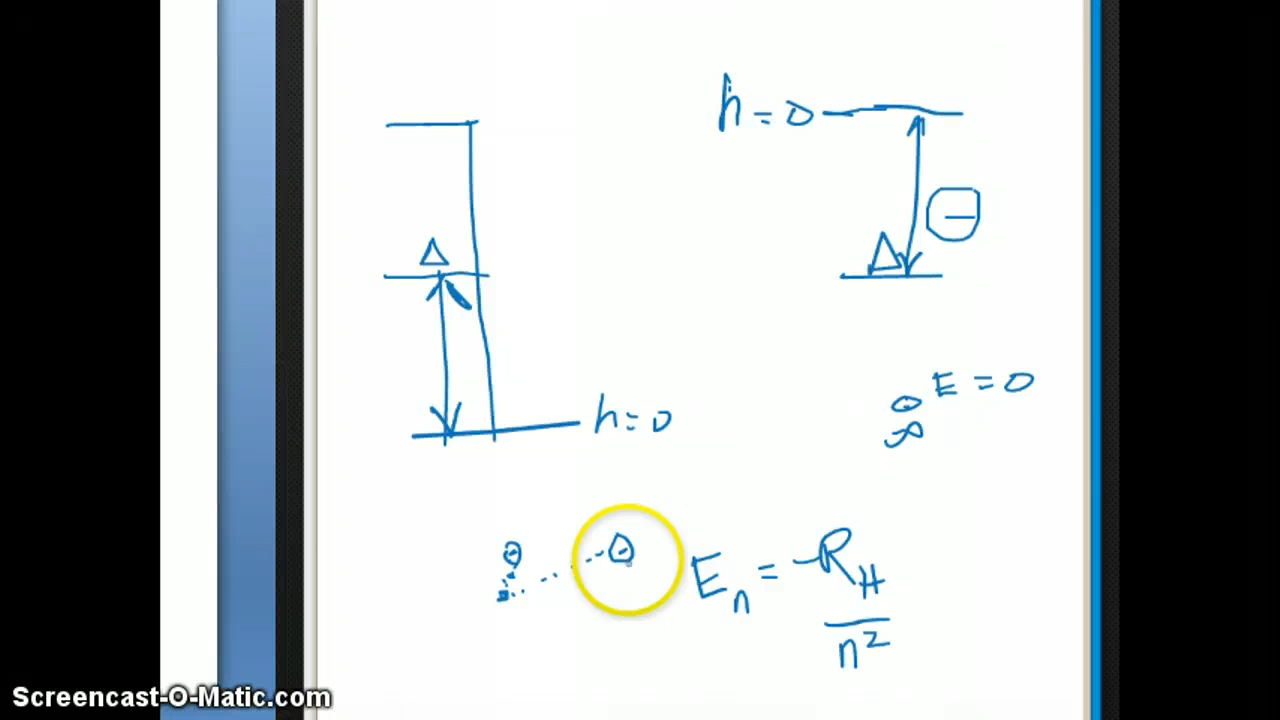 h = 0
Δ
⊖
Δ
E = 0
∞
h = 0
E_n = -R_H / n²
Screencast-O-Matic.com